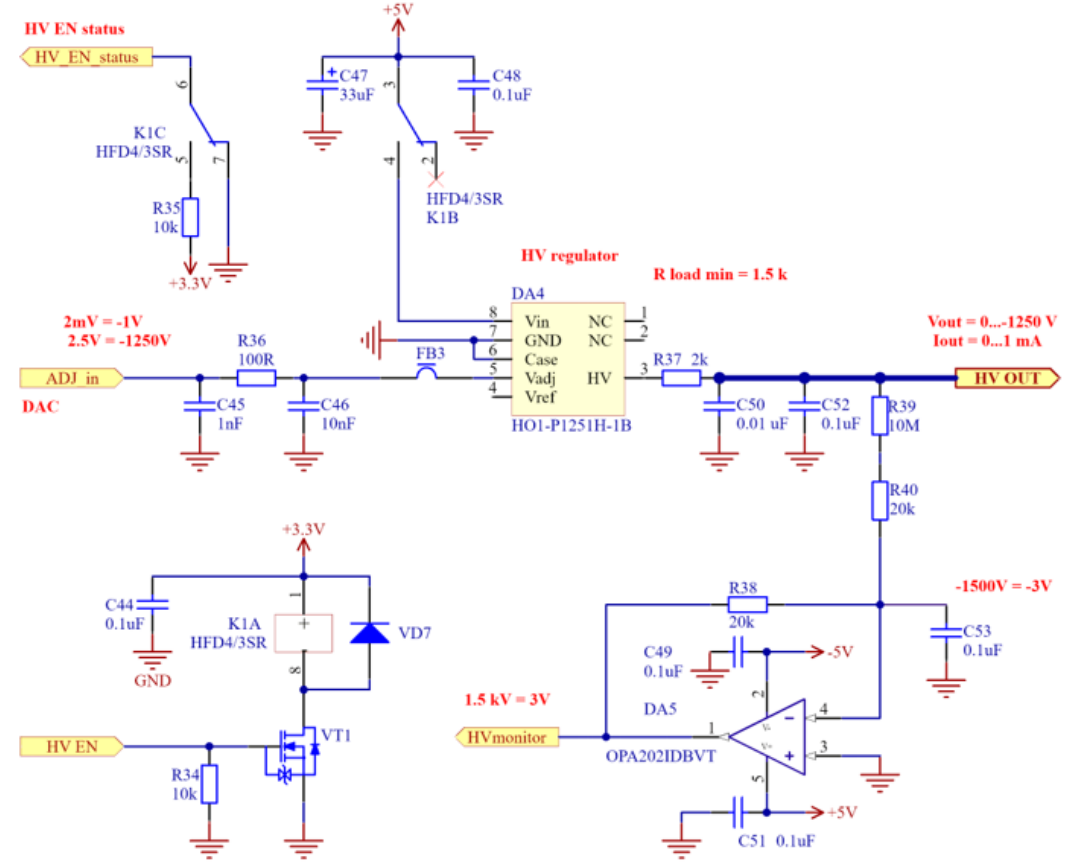 HV EN status
HV_EN_status
6
K1C
HFD4/3SR
5
7
R35
10k
+3.3V
+5V
C47
33uF
+
3
C48
0.1uF
4
2
HFD4/3SR
K1B
HV regulator
R load min = 1.5 k
DA4
8
Vin
NC
1
7
GND
NC
2
6
Case
5
Vadj
HV
3
4
Vref
HO1-P1251H-1B
2mV = -1V
2.5V = -1250V
R36
100R
FB3
ADJ_in
DAC
C45
1nF
C46
10nF
R37 2k
Vout = 0...-1250 V
Iout = 0...1 mA
HV OUT
C50
0.01 uF
C52
0.1uF
R39
10M
R40
20k
+3.3V
C44
0.1uF
GND
1
+
K1A
HFD4/3SR
8
VD7
HV EN
R34
10k
VT1
R38
20k
-1500V = -3V
C53
0.1uF
C49
0.1uF
-5V
1.5 kV = 3V
DA5
HVmonitor
1
OPA202IDBVT
2
V-
-
4
V+
+
3
5
+5V
C51 0.1uF